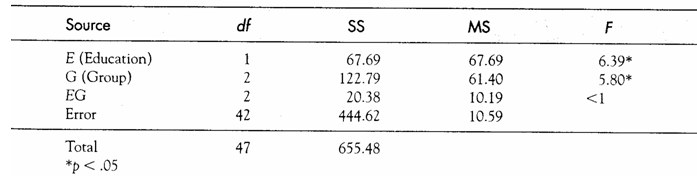 Source df SS MS F
E (Education) 1 67.69 67.69 6.39*
G (Group) 2 122.79 61.40 5.80*
EG 2 20.38 10.19 <1
Error 42 444.62 10.59
Total 47 655.48
*p < .05